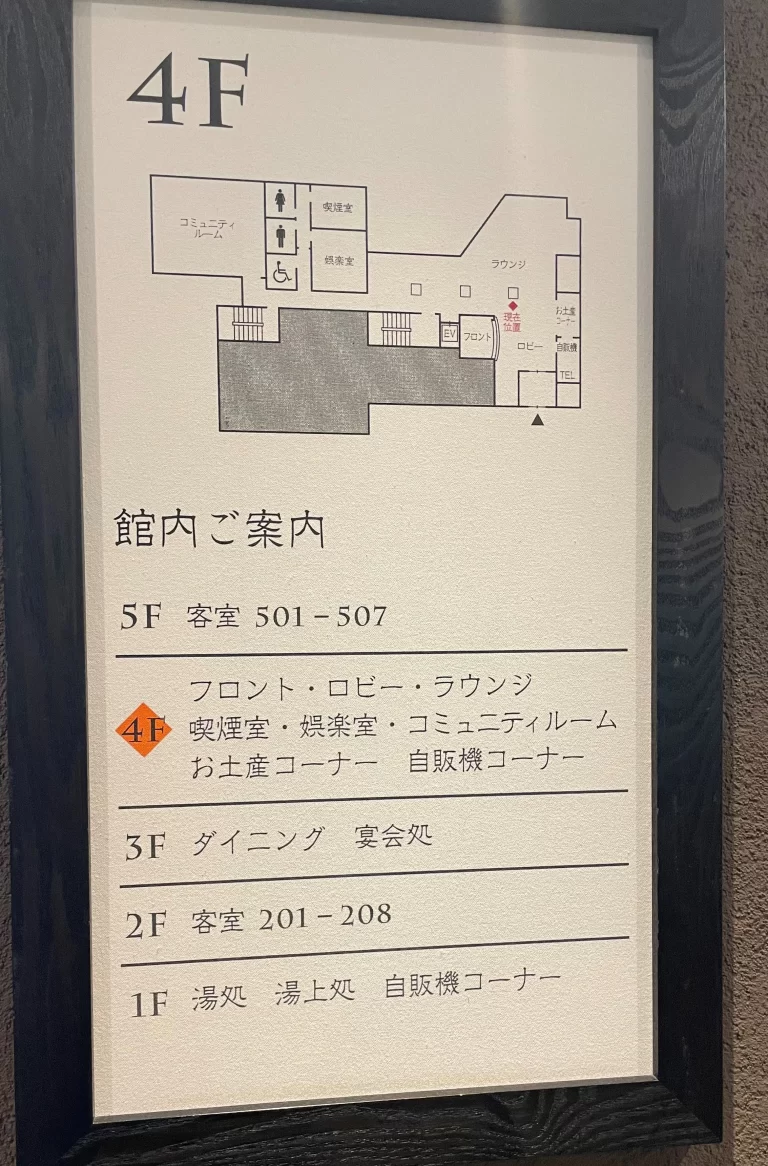 4F
コミュニティ
ルーム
喫煙室
娯楽室
ラウンジ
お土産
コーナー
現在
位置
EV
フロント
ロビー
自販機
TEL
館内ご案内
5F 客室 501-507
4F フロント・ロビー・ラウンジ
喫煙室・娯楽室・コミュニティルーム
お土産コーナー 自販機コーナー
3F ダイニング 宴会処
2F 客室 201-208
1F 湯処 湯上処 自販機コーナー